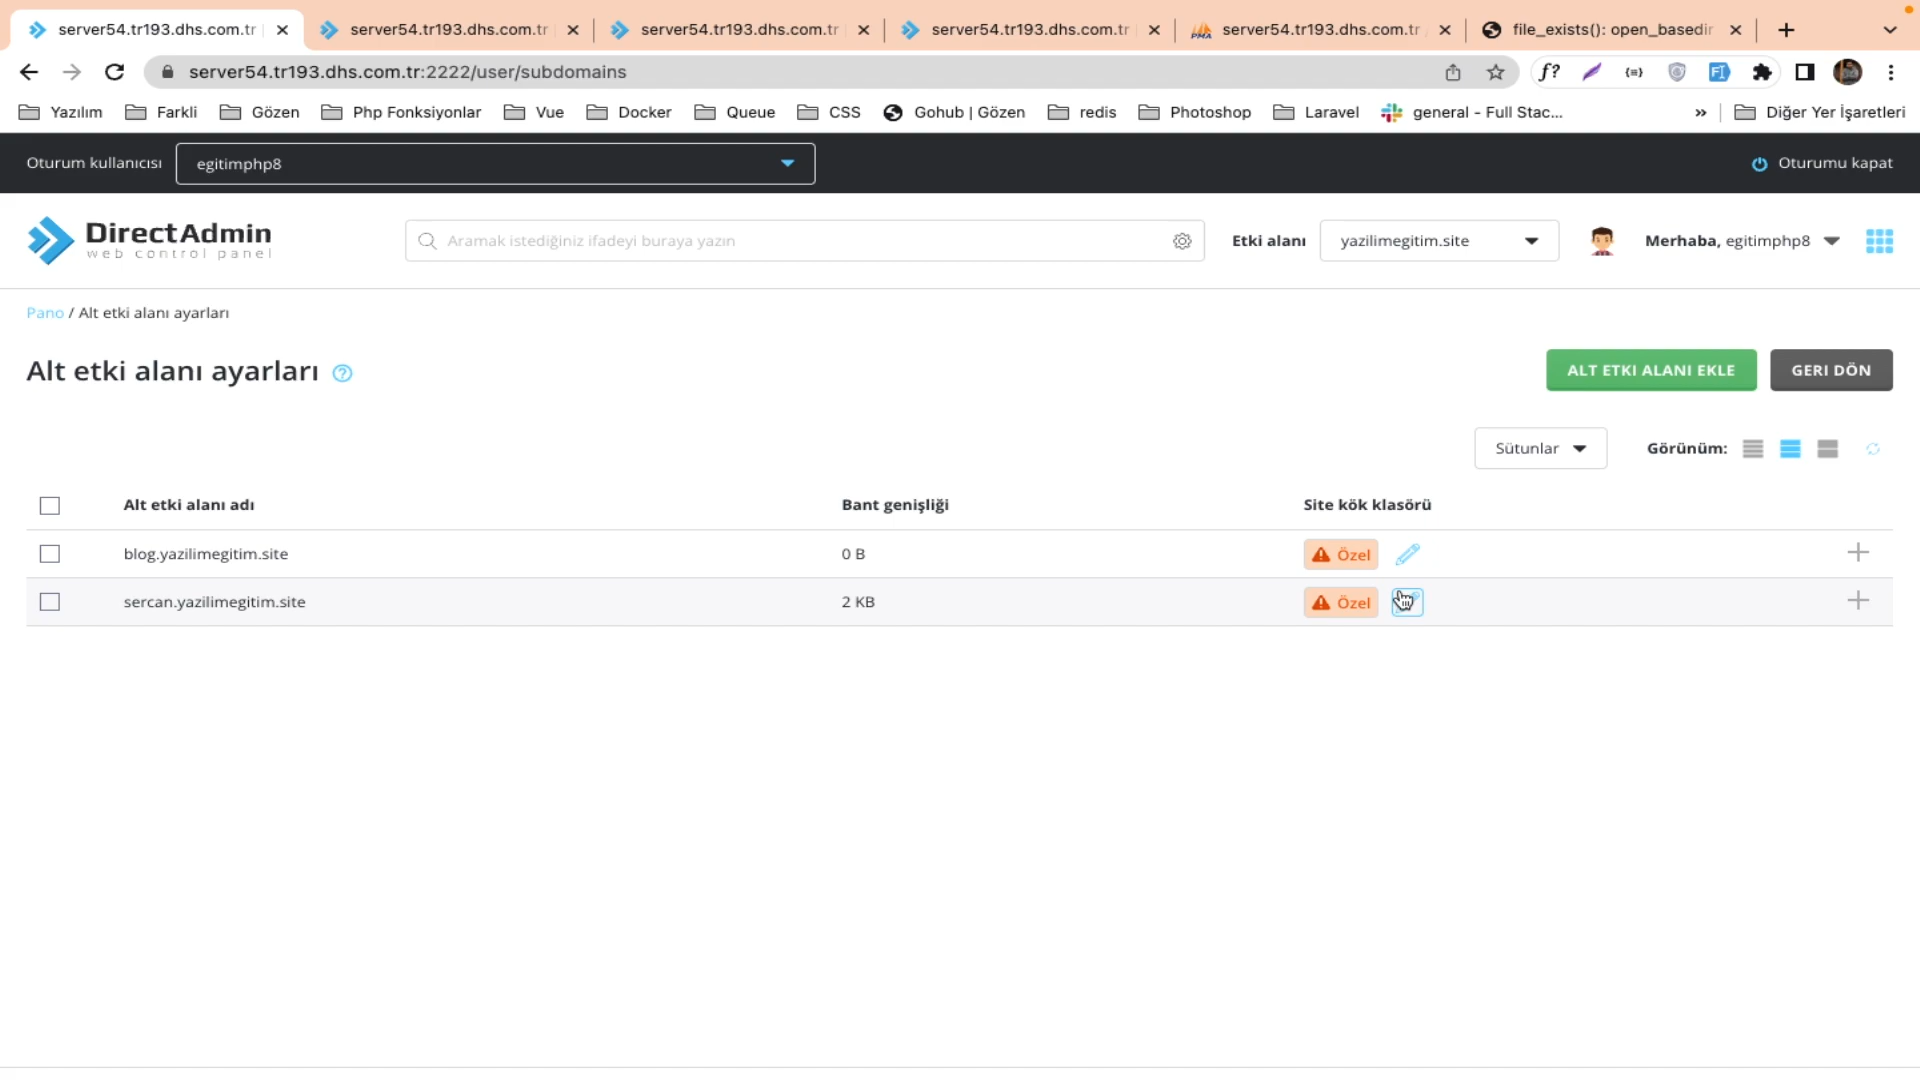 server54.tr193.dhs.com.tr
server54.tr193.dhs.com.tr
server54.tr193.dhs.com.tr
server54.tr193.dhs.com.tr
server54.tr193.dhs.com.tr
file_exists(): open_basedir
server54.tr193.dhs.com.tr:2222/user/subdomains
f?
{=}
Yazılım
Farkli
Gözen
Php Fonksiyonlar
Vue
Docker
Queue
CSS
Gohub | Gözen
redis
Photoshop
Laravel
general - Full Stac...
»
Diğer Yer İşaretleri
Oturum kullanıcısı
egitimphp8
Oturumu kapat
DirectAdmin
web control panel
Aramak istediğiniz ifadeyi buraya yazın
Etki alanı
yazilimegitim.site
Merhaba, egitimphp8
Pano / Alt etki alanı ayarları
Alt etki alanı ayarları
ALT ETKI ALANI EKLE
GERI DÖN
Sütunlar
Görünüm:
Alt etki alanı adı
Bant genişliği
Site kök klasörü
blog.yazilimegitim.site
0 B
Özel
sercan.yazilimegitim.site
2 KB
Özel